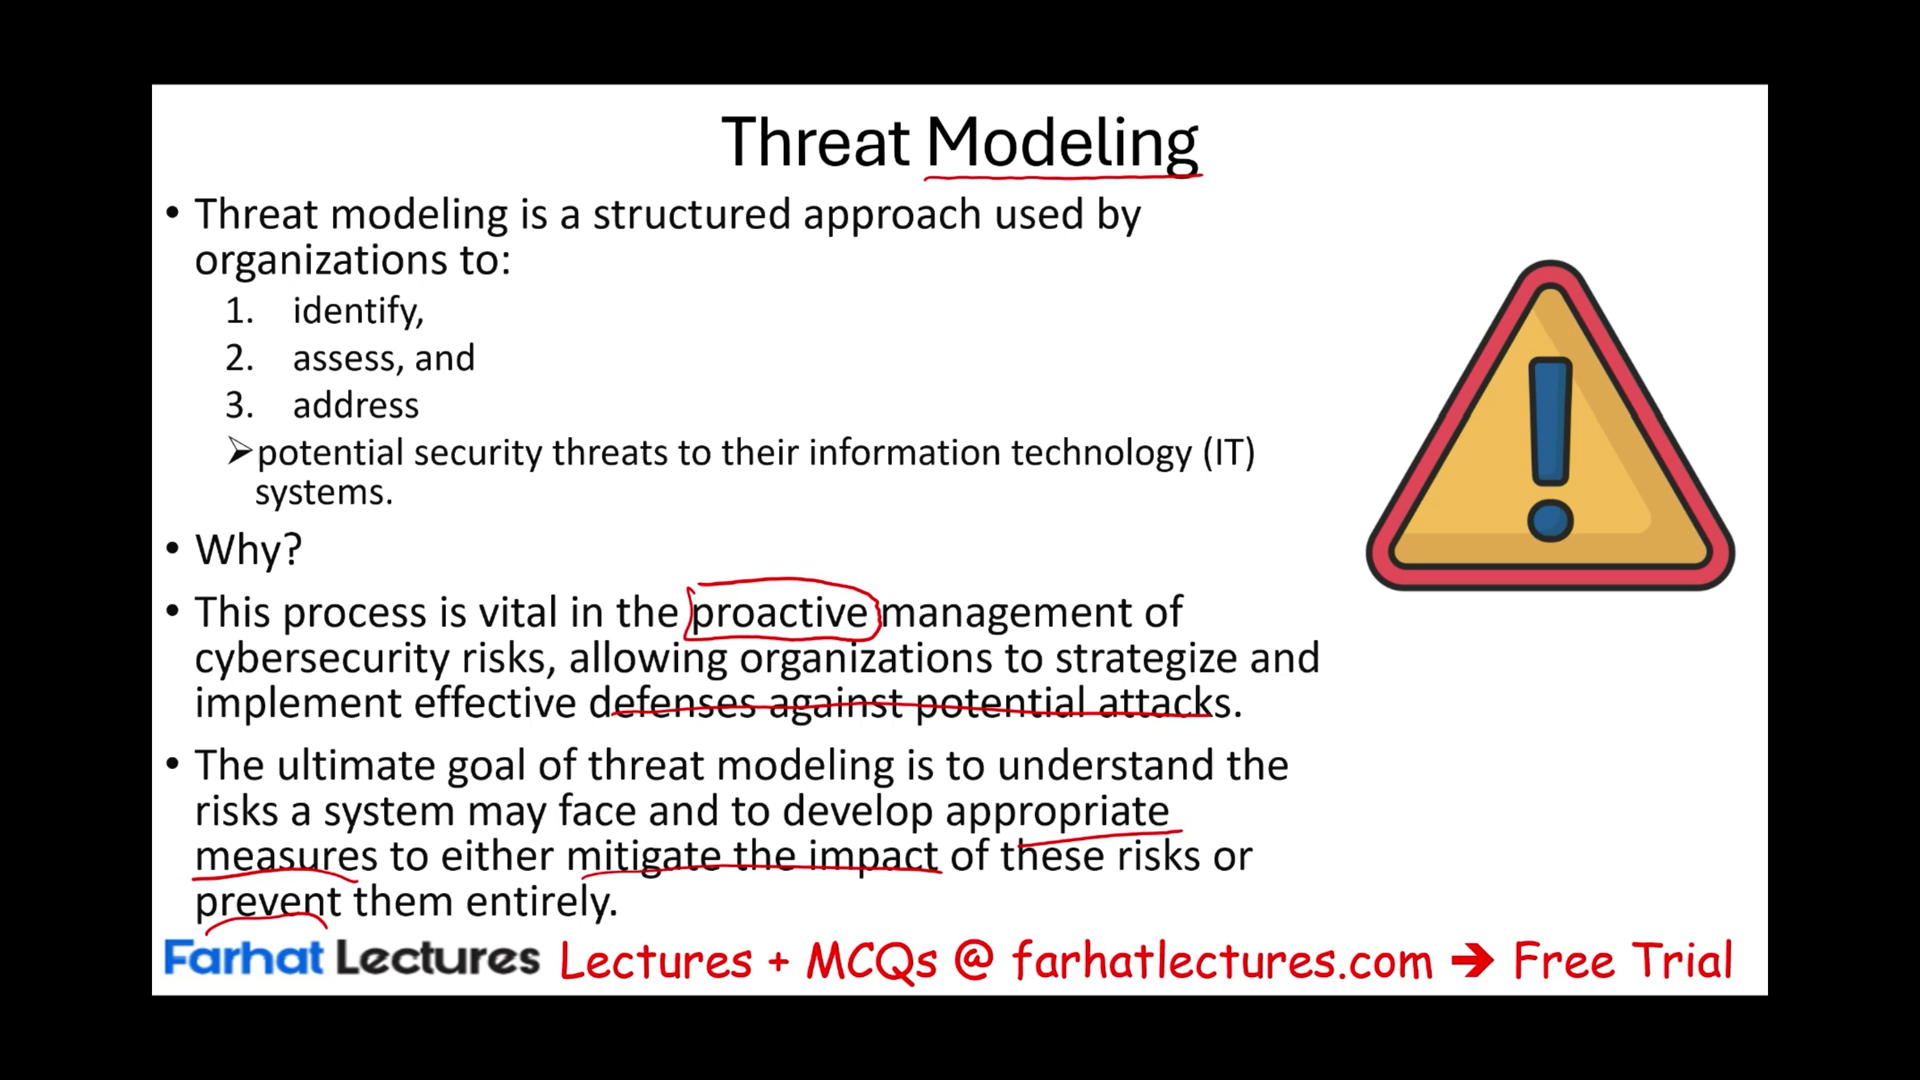 Threat Modeling
• Threat modeling is a structured approach used by
organizations to:
1. identify,
2. assess, and
3. address
➢potential security threats to their information technology (IT)
systems.
• Why?
• This process is vital in the proactive management of
cybersecurity risks, allowing organizations to strategize and
implement effective defenses against potential attacks.
• The ultimate goal of threat modeling is to understand the
risks a system may face and to develop appropriate
measures to either mitigate the impact of these risks or
prevent them entirely.
Farhat Lectures Lectures + MCQs @ farhatlectures.com ➔ Free Trial